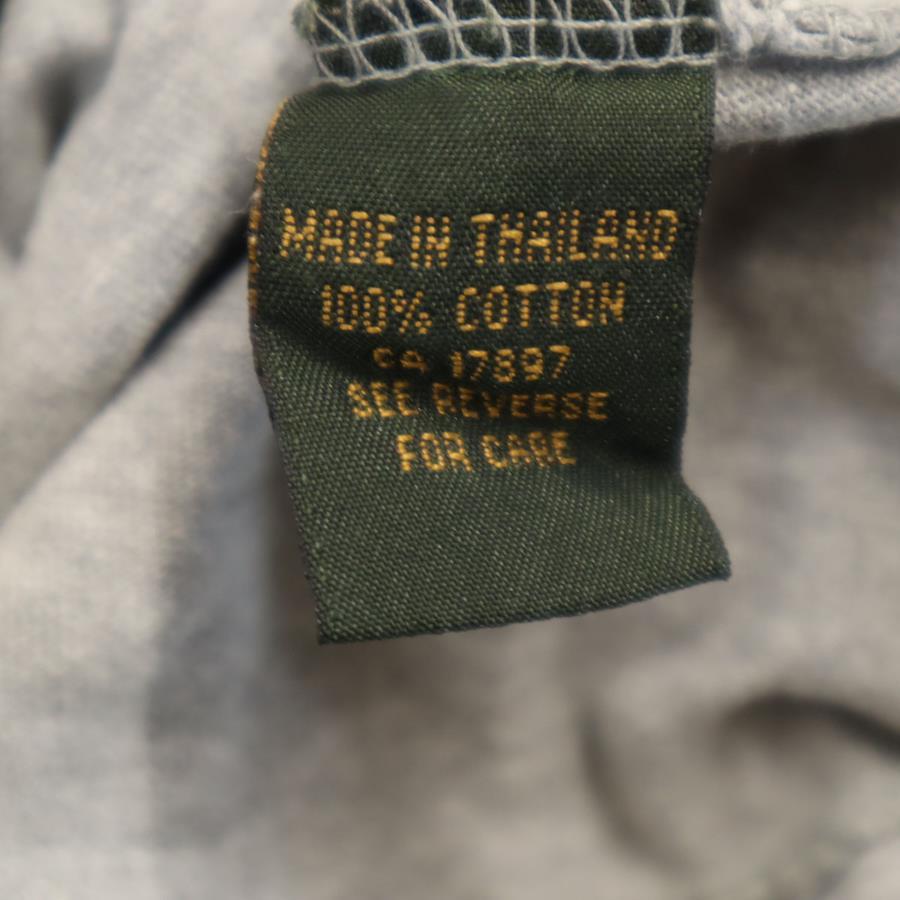 MADE IN THAILAND
100% COTTON
CA 17897
SEE REVERSE
FOR CARE